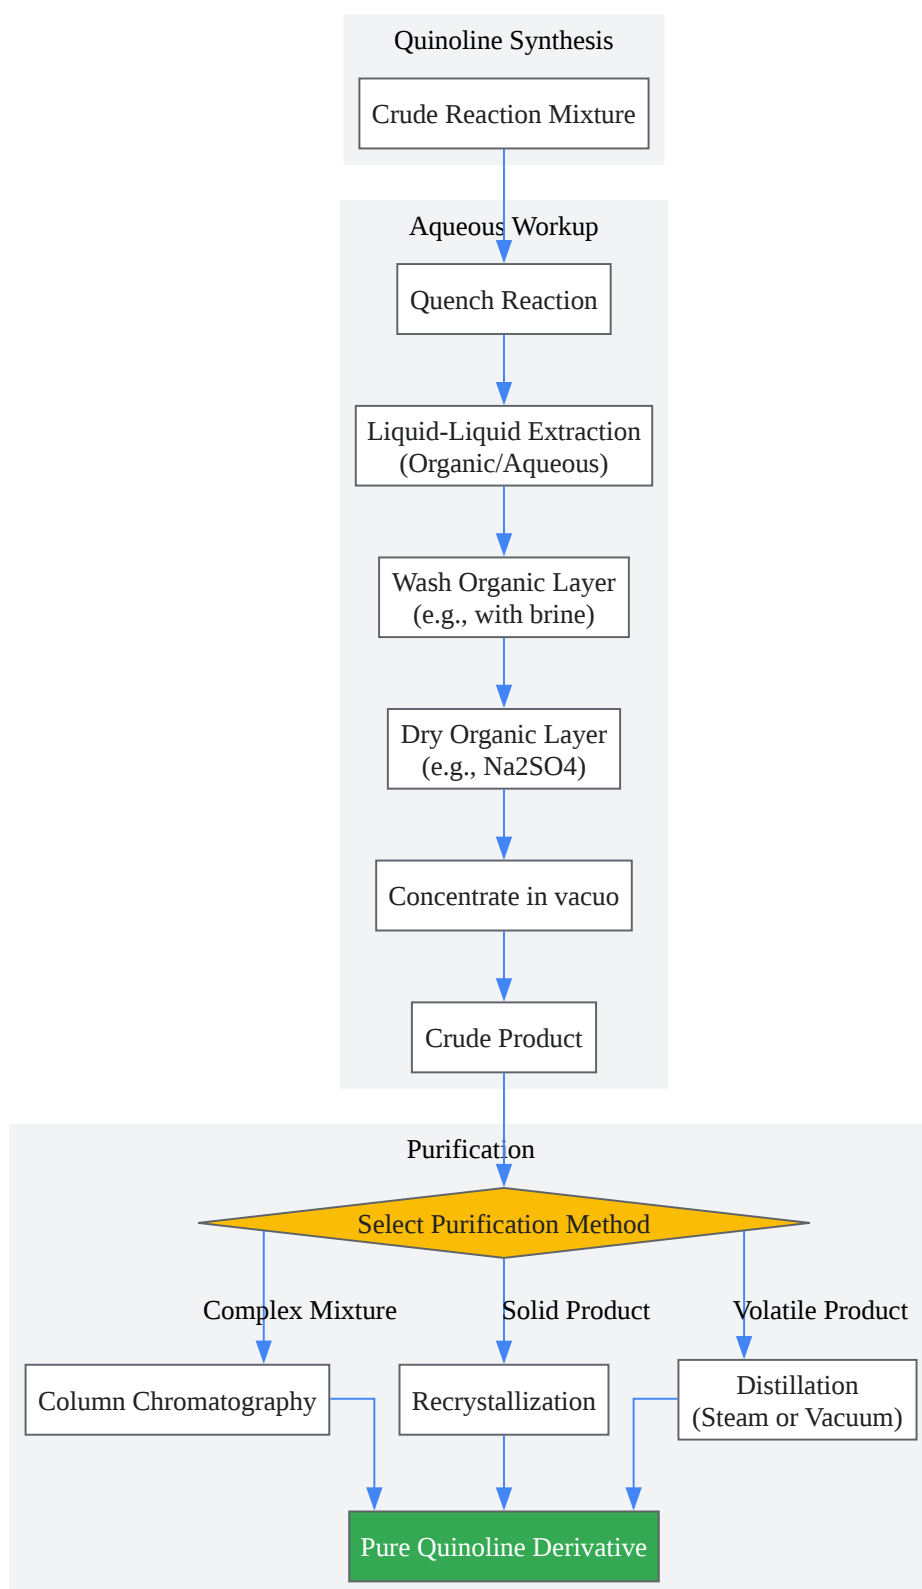 Quinoline Synthesis
Crude Reaction Mixture
Aqueous Workup
Quench Reaction
Liquid-Liquid Extraction
(Organic/Aqueous)
Wash Organic Layer
(e.g., with brine)
Dry Organic Layer
(e.g., Na2SO4)
Concentrate in vacuo
Crude Product
Purification
Select Purification Method
Complex Mixture
Solid Product
Volatile Product
Column Chromatography
Recrystallization
Distillation
(Steam or Vacuum)
Pure Quinoline Derivative